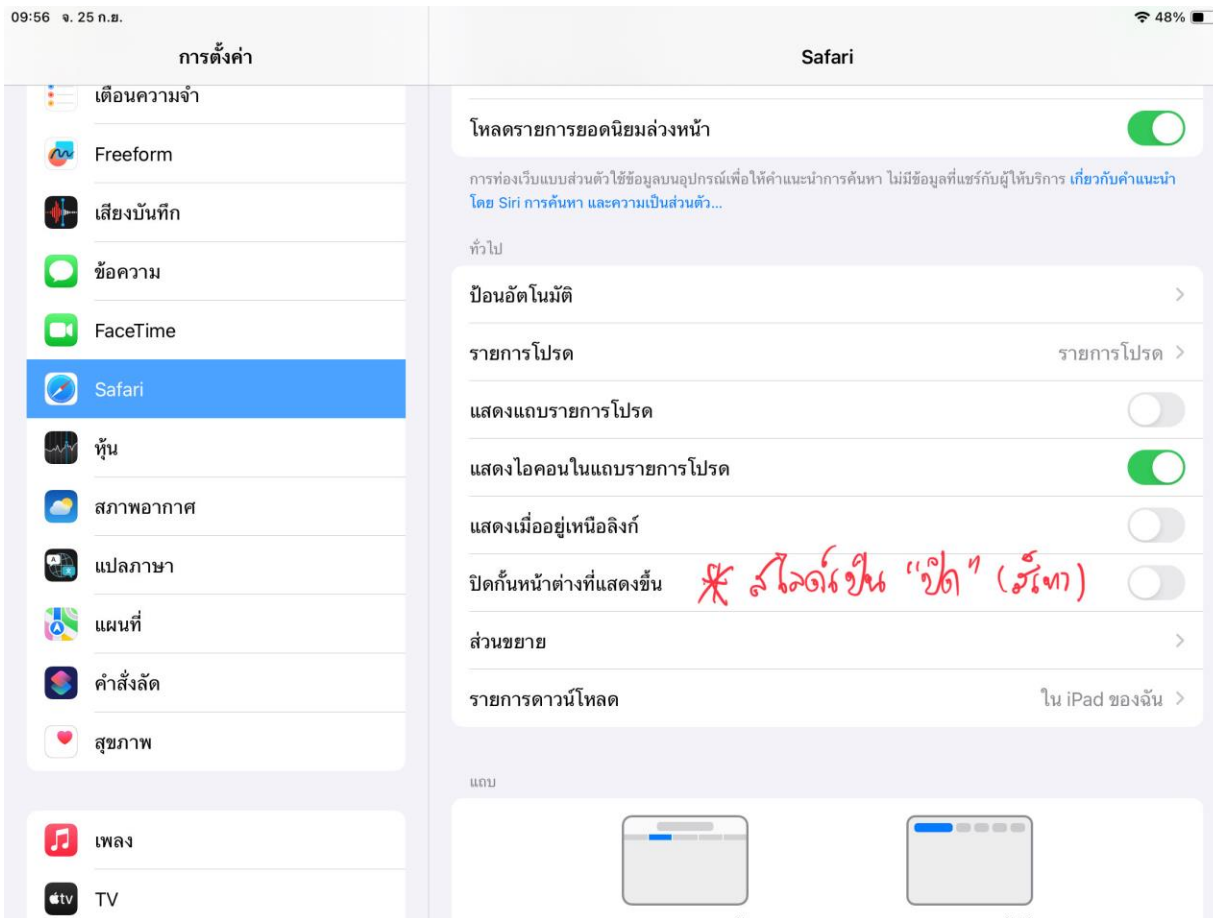 09:56 จ. 25 ก.ย.
48%
การตั้งค่า
Safari
เตือนความจำ
Freeform
เสียงบันทึก
ข้อความ
FaceTime
Safari
หุ้น
สภาพอากาศ
แปลภาษา
แผนที่
คำสั่งลัด
สุขภาพ
เพลง
tv TV
โหลดรายการยอดนิยมล่วงหน้า
การท่องเว็บแบบส่วนตัวใช้ข้อมูลบนอุปกรณ์เพื่อให้คำแนะนำการค้นหา ไม่มีข้อมูลที่แชร์กับผู้ให้บริการ เกี่ยวกับคำแนะนำ
โดย Siri การค้นหา และความเป็นส่วนตัว...
ทั่วไป
ป้อนอัตโนมัติ
รายการโปรด รายการโปรด
แสดงแถบรายการโปรด
แสดงไอคอนในแถบรายการโปรด
แสดงเมื่ออยู่เหนือลิงก์
ปิดกั้นหน้าต่างที่แสดงขึ้น * สไลด์เป็น "ปิด" (สีเทา)
ส่วนขยาย
รายการดาวน์โหลด ใน iPad ของฉัน
แถบ